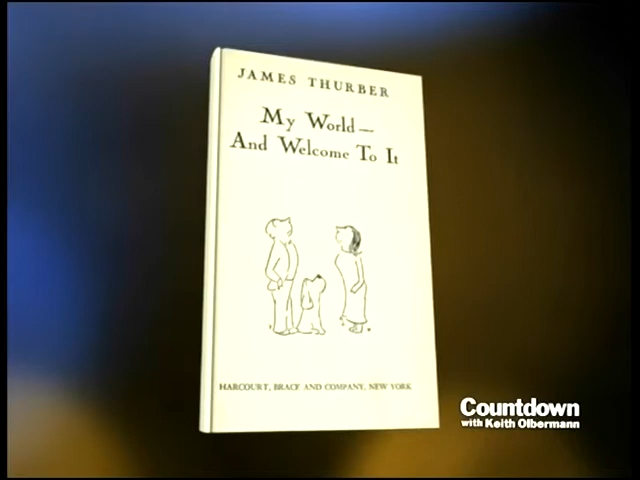 JAMES THURBER
My World—
And Welcome To It
HARCOURT, BRACE AND COMPANY, NEW YORK
Countdown
with Keith Olbermann